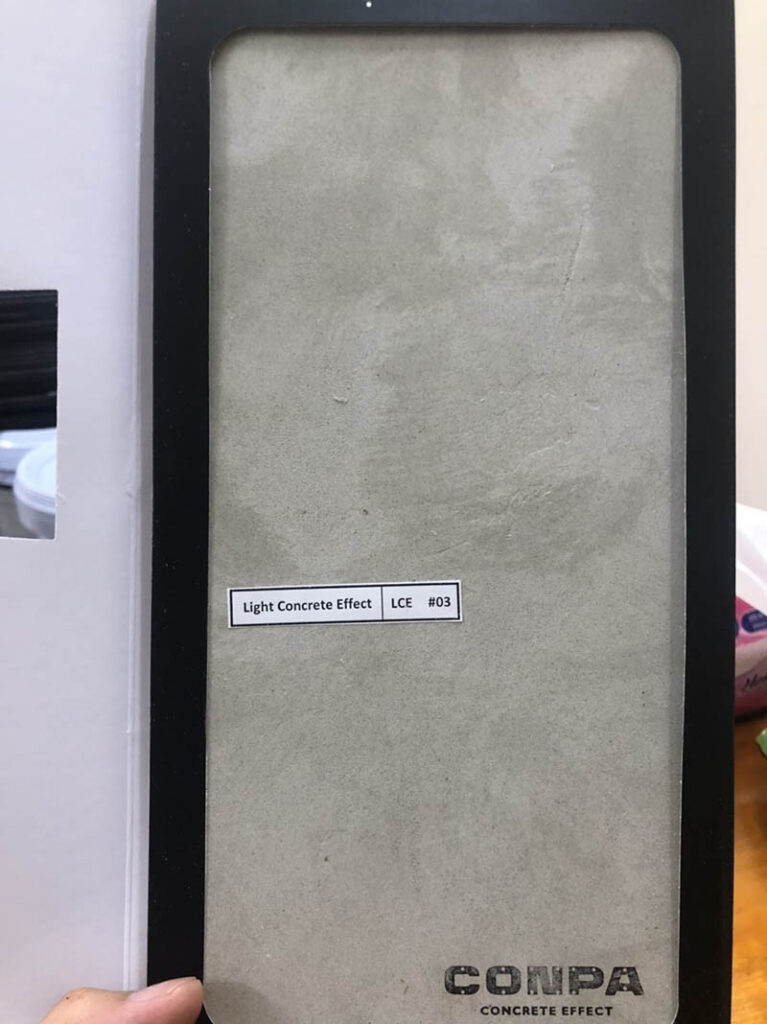 Light Concrete Effect LCE #03
CONPA
CONCRETE EFFECT